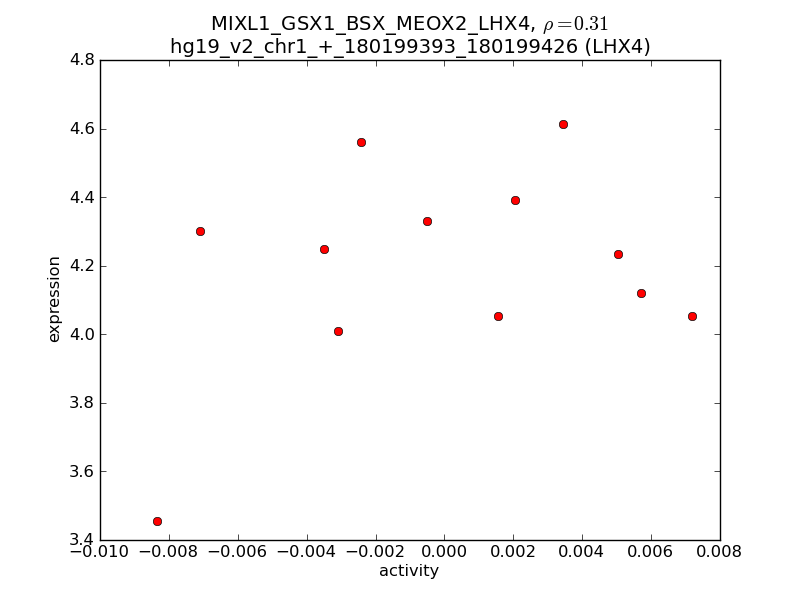 MIXL1_GSX1_BSX_MEOX2_LHX4, ρ=0.31
hg19_v2_chr1_+_180199393_180199426 (LHX4)
4.8
4.6
4.4
4.2
4.0
3.8
3.6
3.4
expression
−0.010 −0.008 −0.006 −0.004 −0.002 0.000 0.002 0.004 0.006 0.008
activity